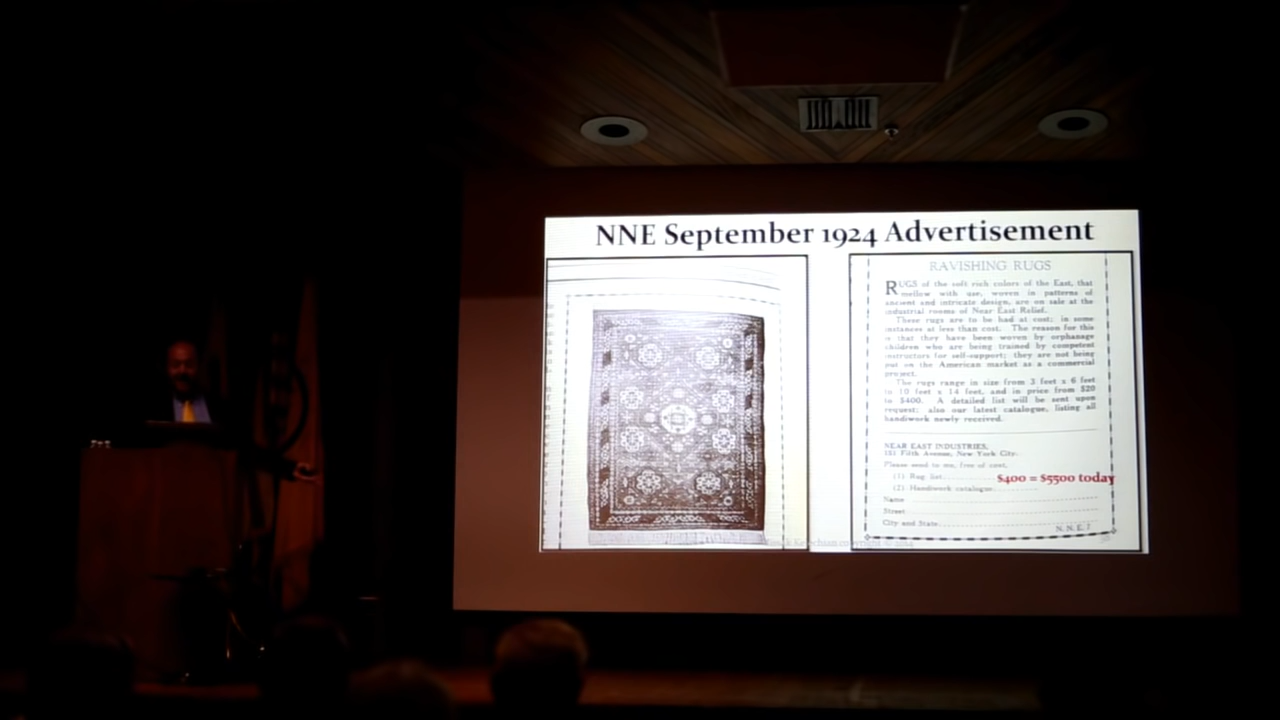 NNE September 1924 Advertisement
RAVISHING RUGS
RUGS of the soft rich colors of the East, that
mellow with use, woven in patterns of
ancient and intricate design, are on sale at the
industrial rooms of Near East Relief.
These rugs are to be had at cost; in some
instances at less than cost. The reason for this
is that they have been woven by orphanage
children who are being trained by competent
instructors for self-support; they are not being
put on the American market as a commercial
project.
The rugs range in size from 3 feet x 6 feet
to 10 feet x 14 feet, and in price from $20
to $400. A detailed list will be sent upon
request; also our latest catalogue, listing all
handiwork newly received.
NEAR EAST INDUSTRIES,
151 Fifth Avenue, New York City.
Please send to me, free of cost,
(1) Rug list
$400 = $5500 today
(2) Handiwork catalogue
Name
Street
City and State
N. N. E. 7
copyright ©